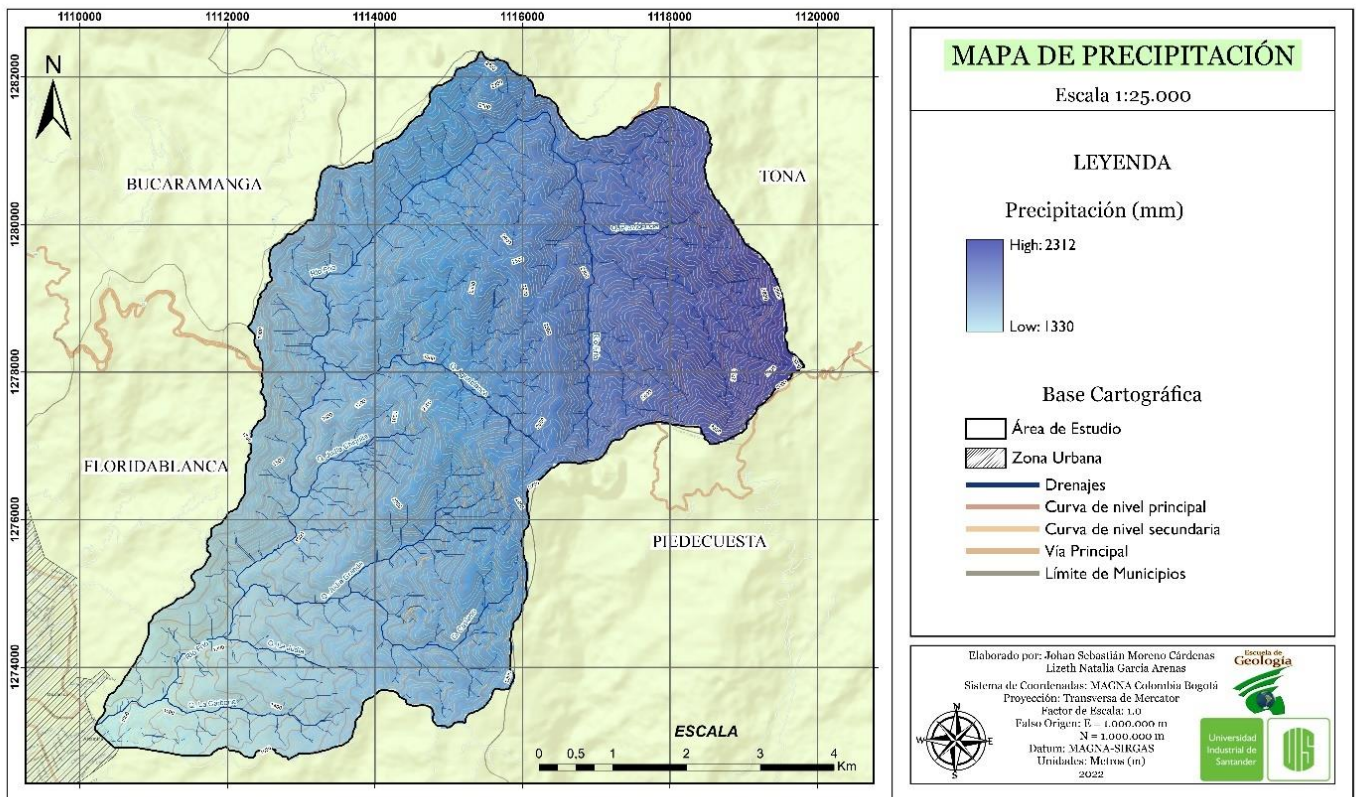 1110000 1112000 1114000 1116000 1118000 1120000
1282000
1280000
1278000
1276000
1274000
N
BUCARAMANGA
TONA
FLORIDABLANCA
PIEDECUESTA
Río Frío
Río Frío
ESCALA
0 0,5 1 2 3 4
Km
MAPA DE PRECIPITACIÓN
Escala 1:25.000
LEYENDA
Precipitación (mm)
High: 2312
Low: 1330
Base Cartográfica
Área de Estudio
Zona Urbana
Drenajes
Curva de nivel principal
Curva de nivel secundaria
Vía Principal
Límite de Municipios
Elaborado por: Johan Sebastián Moreno Cárdenas
Lizeth Natalia García Arenas
Sistema de Coordenadas: MAGNA Colombia Bogotá
Proyección: Transversa de Mercator
Factor de Escala: 1.0
Falso Origen: E = 1.000.000 m
N = 1.000.000 m
Datum: MAGNA-SIRGAS
Unidades: Metros (m)
2022
N
W E
S
Escuela de
Geología
Universidad
Industrial de
Santander
UIS